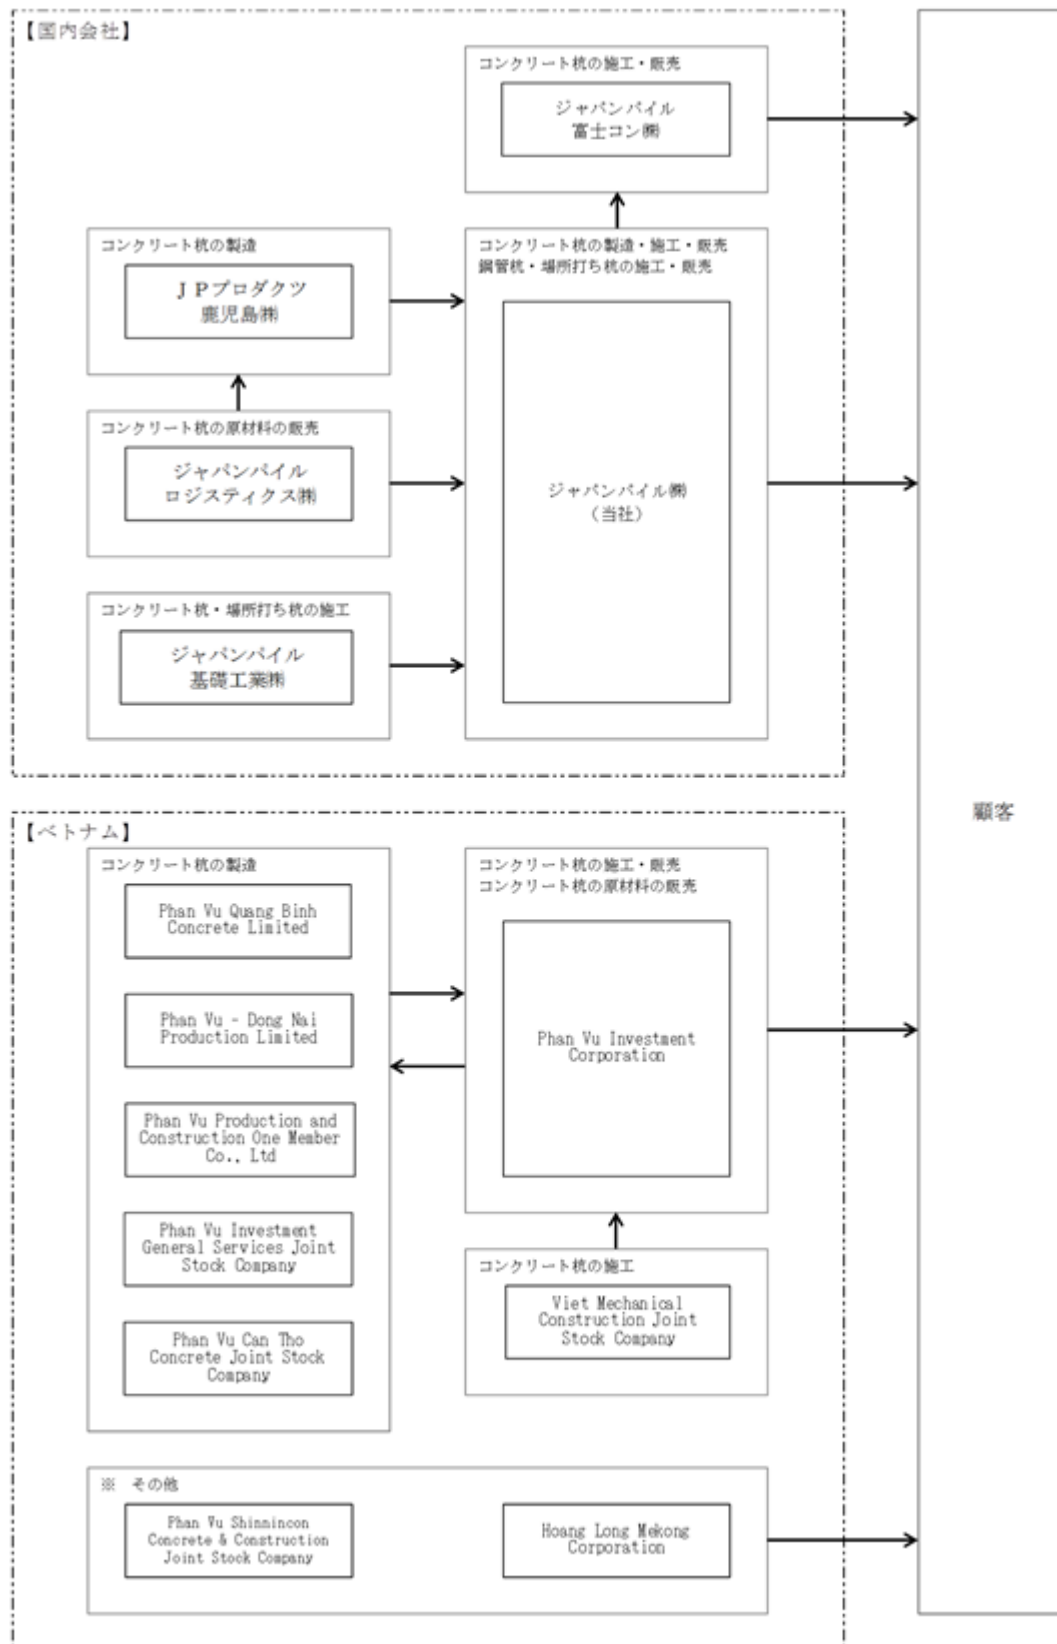 【国内会社】
コンクリート杭の施工・販売
ジャパンパイル
富士コン㈱
コンクリート杭の製造
ＪＰプロダクツ
鹿児島㈱
コンクリート杭の製造・施工・販売
鋼管杭・場所打ち杭の施工・販売
コンクリート杭の原材料の販売
ジャパンパイル
ロジスティクス㈱
ジャパンパイル㈱
（当社）
コンクリート杭・場所打ち杭の施工
ジャパンパイル
基礎工業㈱
顧客
【ベトナム】
コンクリート杭の製造
Phan Vu Quang Binh
Concrete Limited
Phan Vu - Dong Nai
Production Limited
Phan Vu Production and
Construction One Member
Co., Ltd
Phan Vu Investment
General Services Joint
Stock Company
Phan Vu Can Tho
Concrete Joint Stock
Company
コンクリート杭の施工・販売
コンクリート杭の原材料の販売
Phan Vu Investment
Corporation
コンクリート杭の施工
Viet Mechanical
Construction Joint
Stock Company
※　その他
Phan Vu Shinnincon
Concrete & Construction
Joint Stock Company
Hoang Long Mekong
Corporation